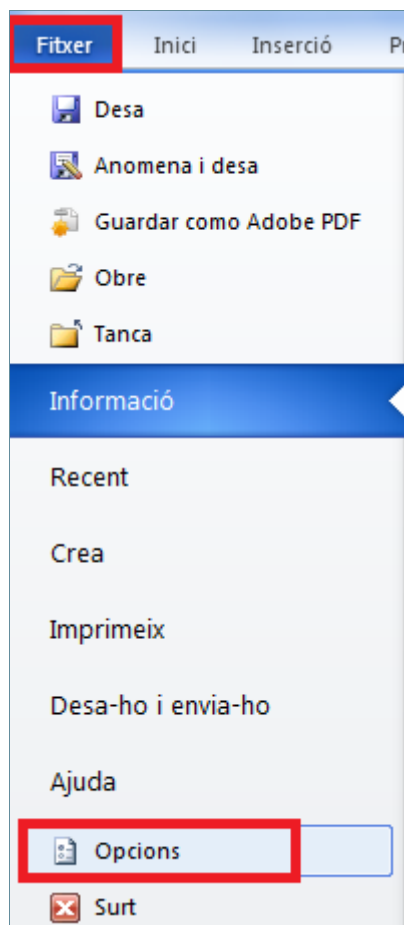 Fitxer Inici Inserció
Desa
Anomena i desa
Guardar como Adobe PDF
Obre
Tanca
Informació
Recent
Crea
Imprimeix
Desa-ho i envia-ho
Ajuda
Opcions
Surt